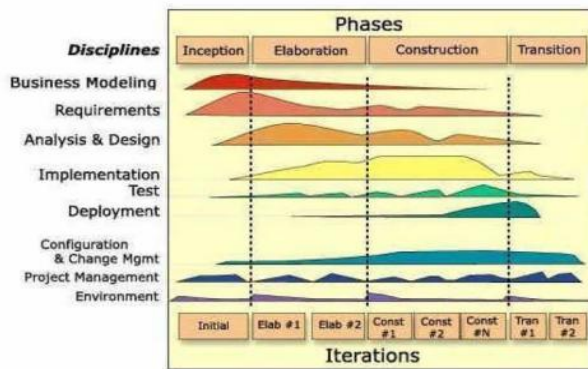 Phases
Disciplines Inception Elaboration Construction Transition
Business Modeling
Requirements
Analysis & Design
Implementation
Test
Deployment
Configuration
& Change Mgmt
Project Management
Environment
Initial Elab #1 Elab #2 Const #1 Const #2 Const #N Tran #1 Tran #2
Iterations